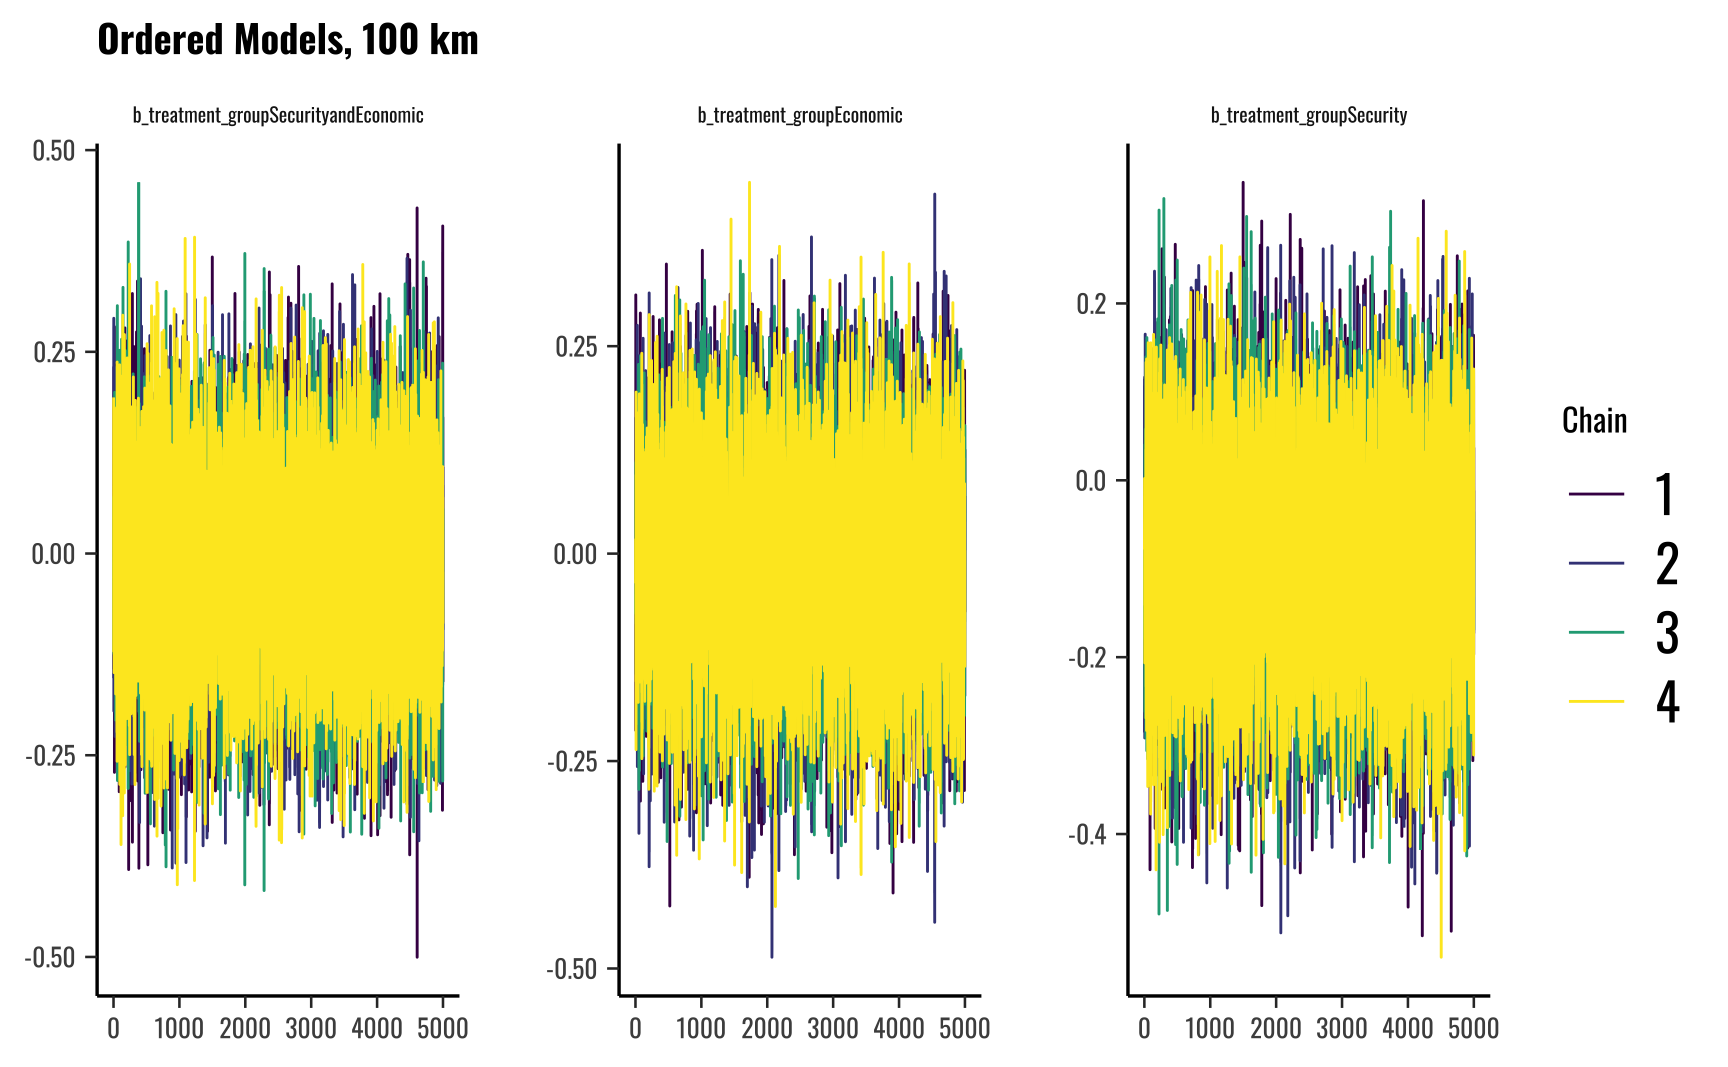 Ordered Models, 100 km
b_treatment_groupSecurityandEconomic
b_treatment_groupEconomic
b_treatment_groupSecurity
0.50
0.25
0.00
-0.25
-0.50
0 1000 2000 3000 4000 5000
0.25
0.00
-0.25
-0.50
0 1000 2000 3000 4000 5000
0.2
0.0
-0.2
-0.4
0 1000 2000 3000 4000 5000
Chain
1
2
3
4